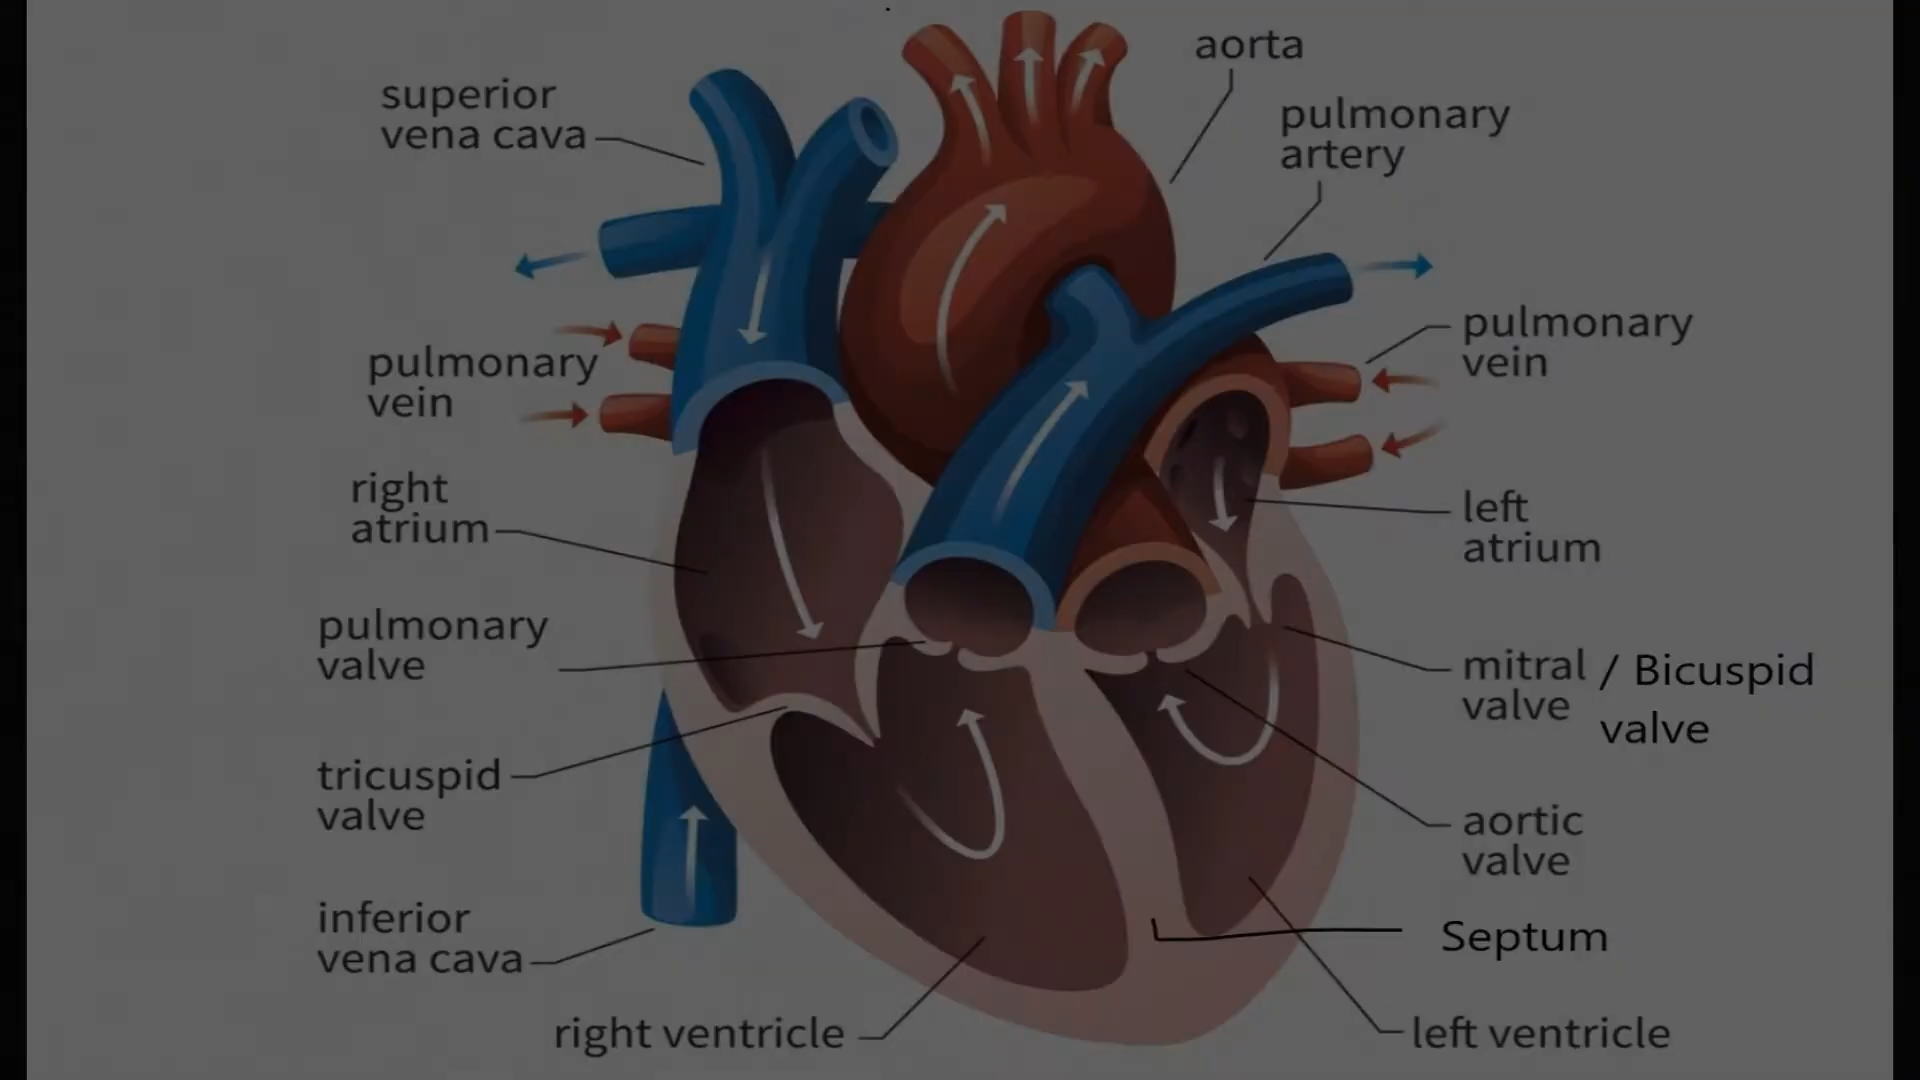 aorta
superior
vena cava
pulmonary
artery
pulmonary
vein
pulmonary
vein
right
atrium
left
atrium
pulmonary
valve
mitral / Bicuspid
valve valve
tricuspid
valve
aortic
valve
inferior
vena cava
Septum
right ventricle
left ventricle